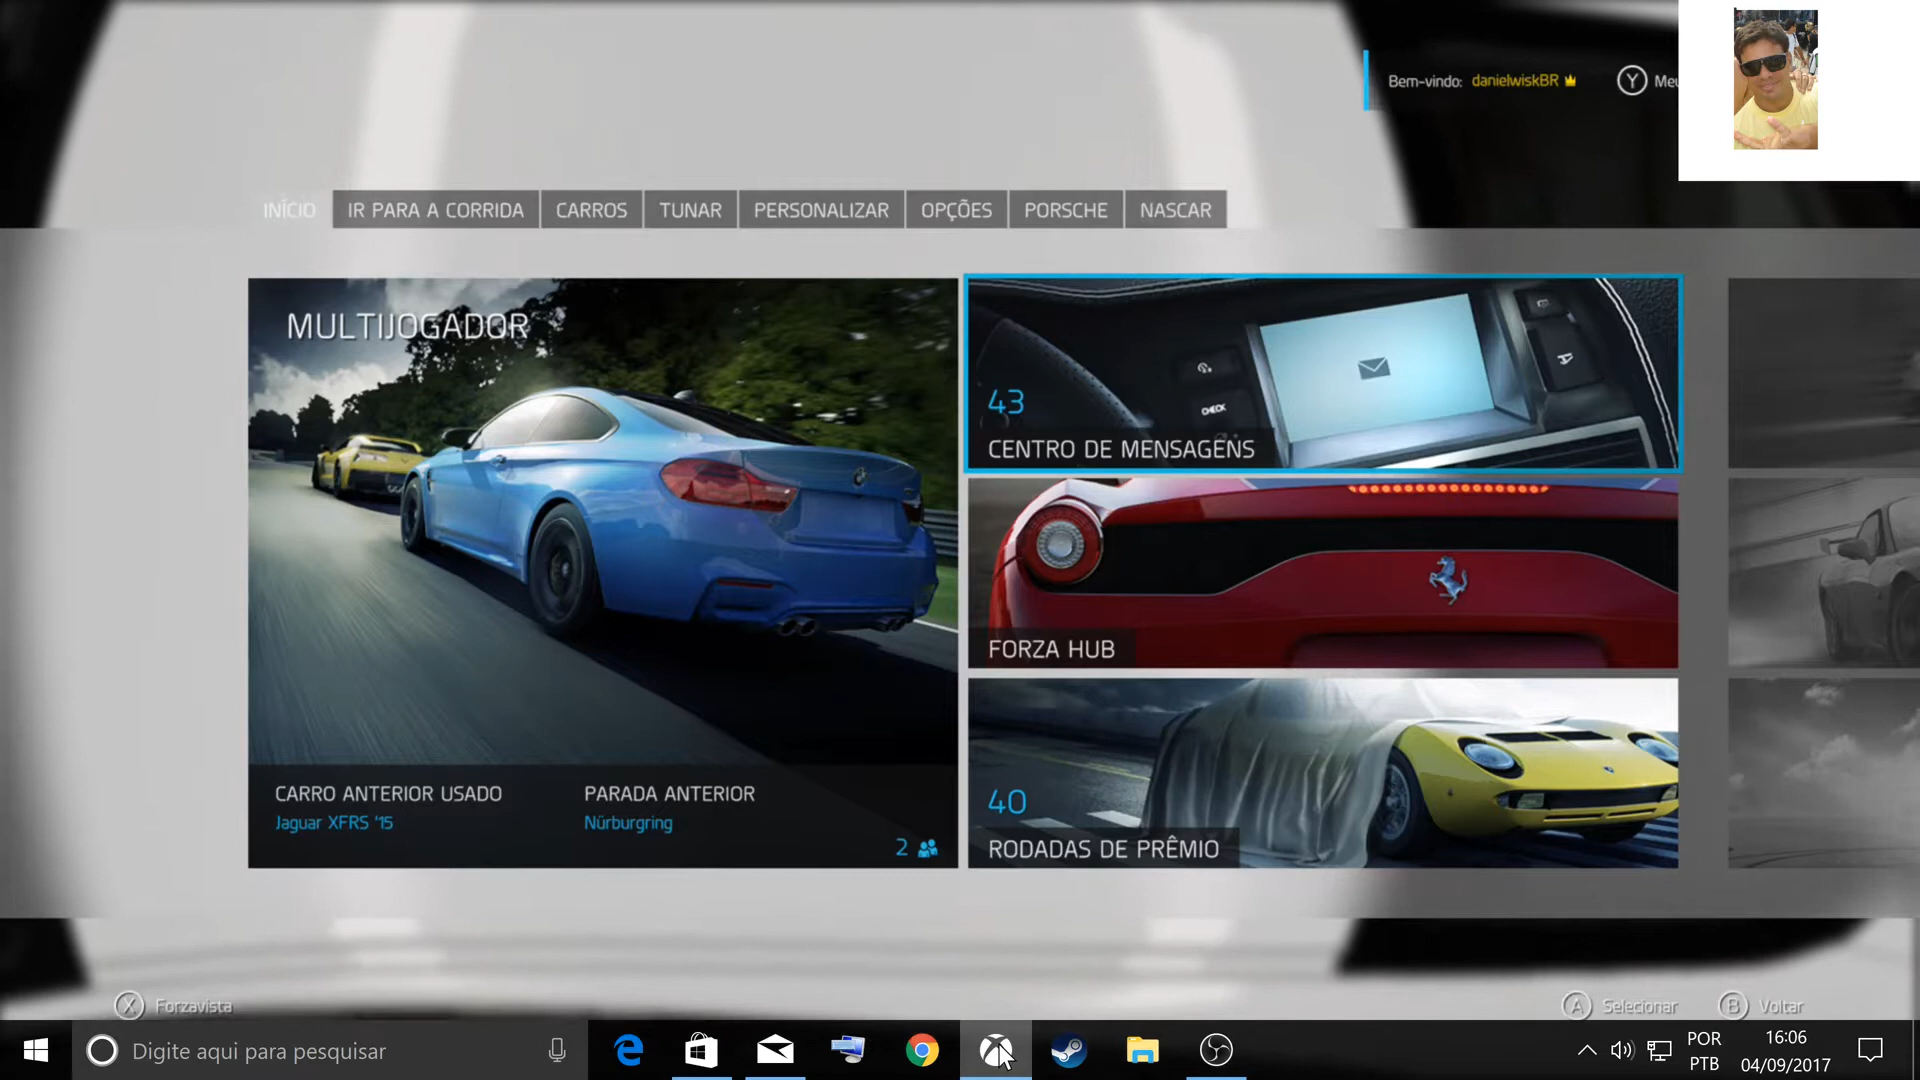 Bem-vindo: danielwiskBR
Y
INÍCIO
IR PARA A CORRIDA
CARROS
TUNAR
PERSONALIZAR
OPÇÕES
PORSCHE
NASCAR
MULTIJOGADOR
CARRO ANTERIOR USADO
Jaguar XFRS '15
PARADA ANTERIOR
Nürburgring
2
43
CHECK
CENTRO DE MENSAGENS
FORZA HUB
40
RODADAS DE PRÊMIO
X Forzavista
A Selecionar
B Voltar
Digite aqui para pesquisar
POR
PTB
16:06
04/09/2017